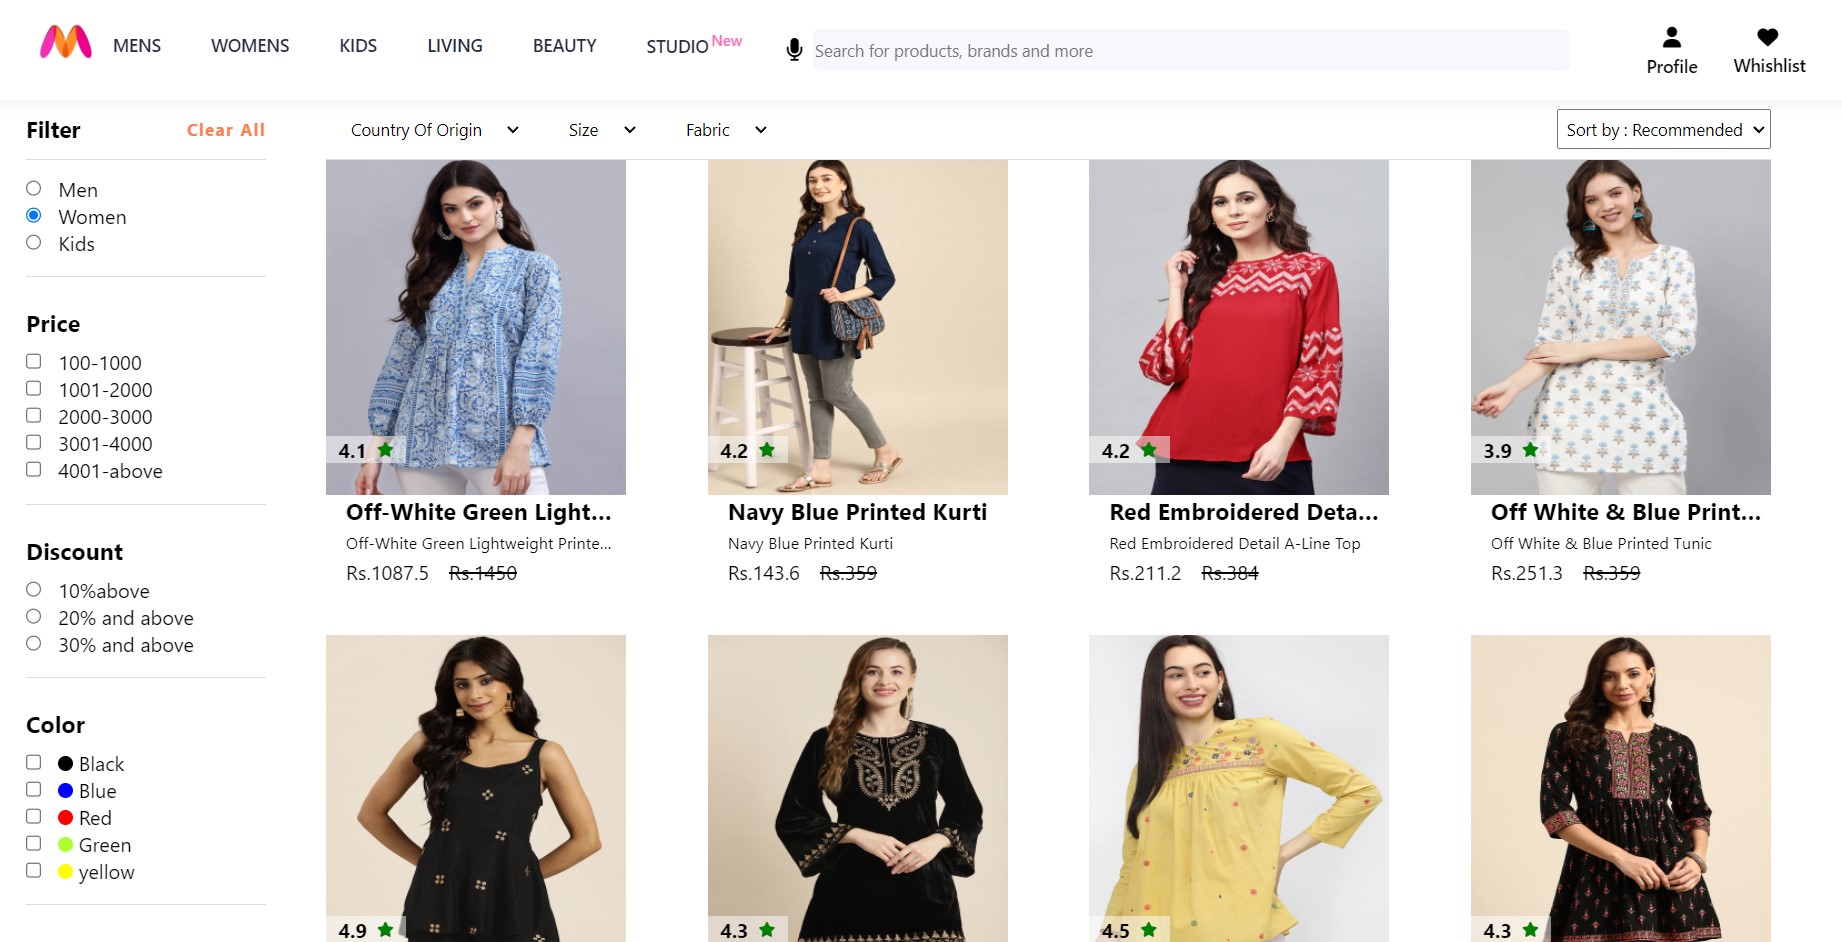 MENS WOMENS KIDS LIVING BEAUTY STUDIO New Search for products, brands and more Profile Whishlist
Filter Clear All
Country Of Origin Size Fabric Sort by : Recommended
Men
Women
Kids
Price
100-1000
1001-2000
2000-3000
3001-4000
4001-above
Discount
10%above
20% and above
30% and above
Color
Black
Blue
Red
Green
yellow
4.1 4.2 4.2 3.9
Off-White Green Light... Navy Blue Printed Kurti Red Embroidered Deta... Off White & Blue Print...
Off-White Green Lightweight Printe... Navy Blue Printed Kurti Red Embroidered Detail A-Line Top Off White & Blue Printed Tunic
Rs.1087.5 Rs.1450 Rs.143.6 Rs.359 Rs.211.2 Rs.384 Rs.251.3 Rs.359
4.9 4.3 4.5 4.3